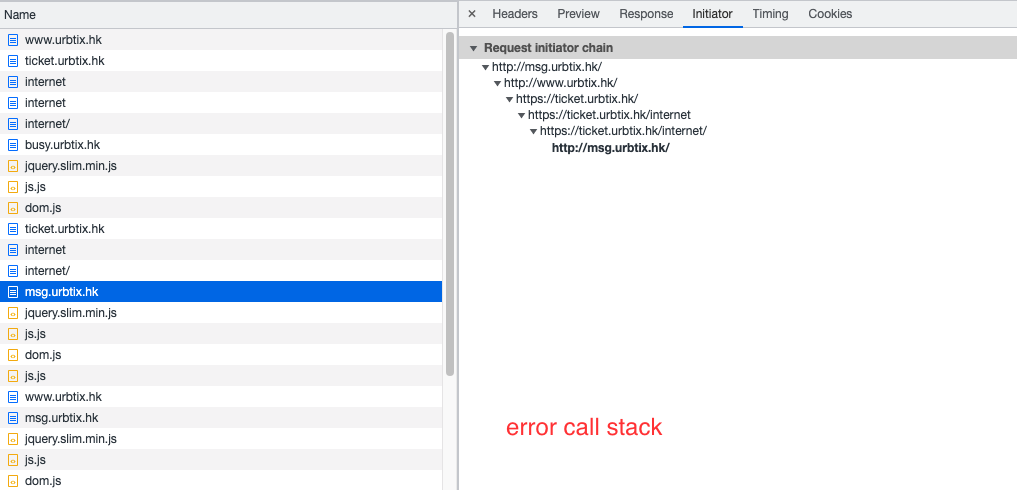 Name
www.urbtix.hk
ticket.urbtix.hk
internet
internet
internet/
busy.urbtix.hk
jquery.slim.min.js
js.js
dom.js
ticket.urbtix.hk
internet
internet/
msg.urbtix.hk
jquery.slim.min.js
js.js
dom.js
js.js
www.urbtix.hk
msg.urbtix.hk
jquery.slim.min.js
js.js
dom.js
× Headers Preview Response Initiator Timing Cookies
Request initiator chain
http://msg.urbtix.hk/
http://www.urbtix.hk/
https://ticket.urbtix.hk/
https://ticket.urbtix.hk/internet
https://ticket.urbtix.hk/internet/
http://msg.urbtix.hk/
error call stack